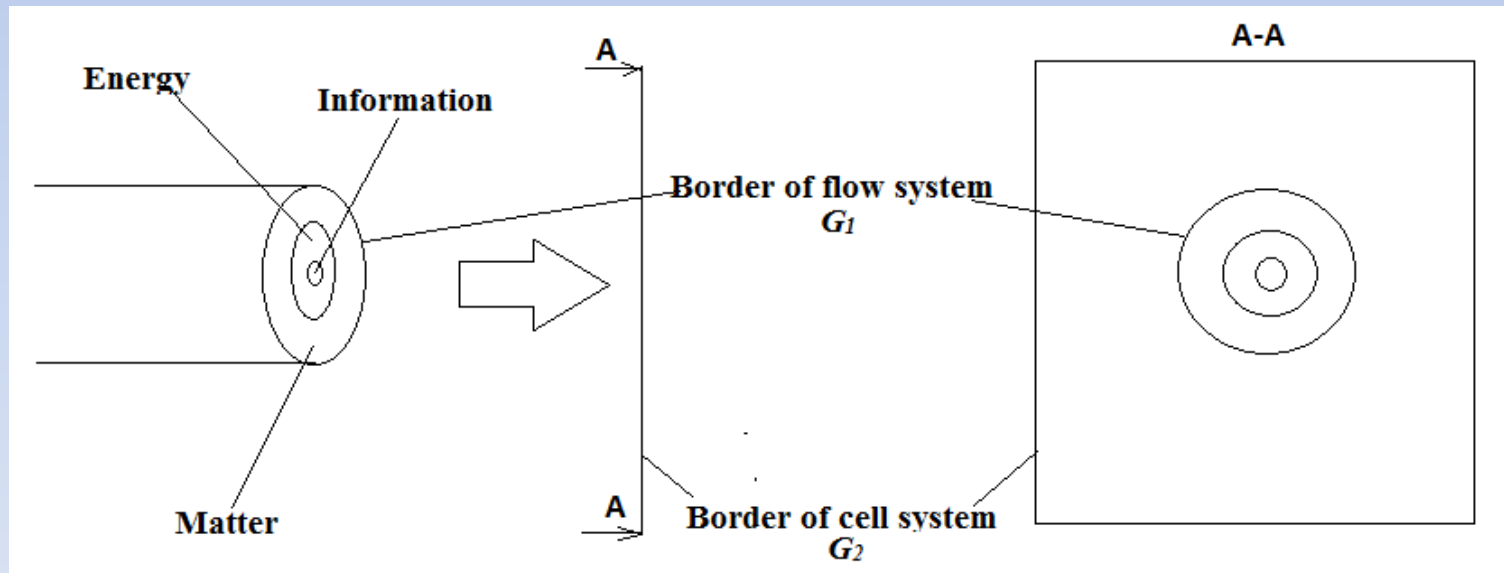 Energy
Information
Matter
A
A
Border of flow system
G1
Border of cell system
G2
A-A